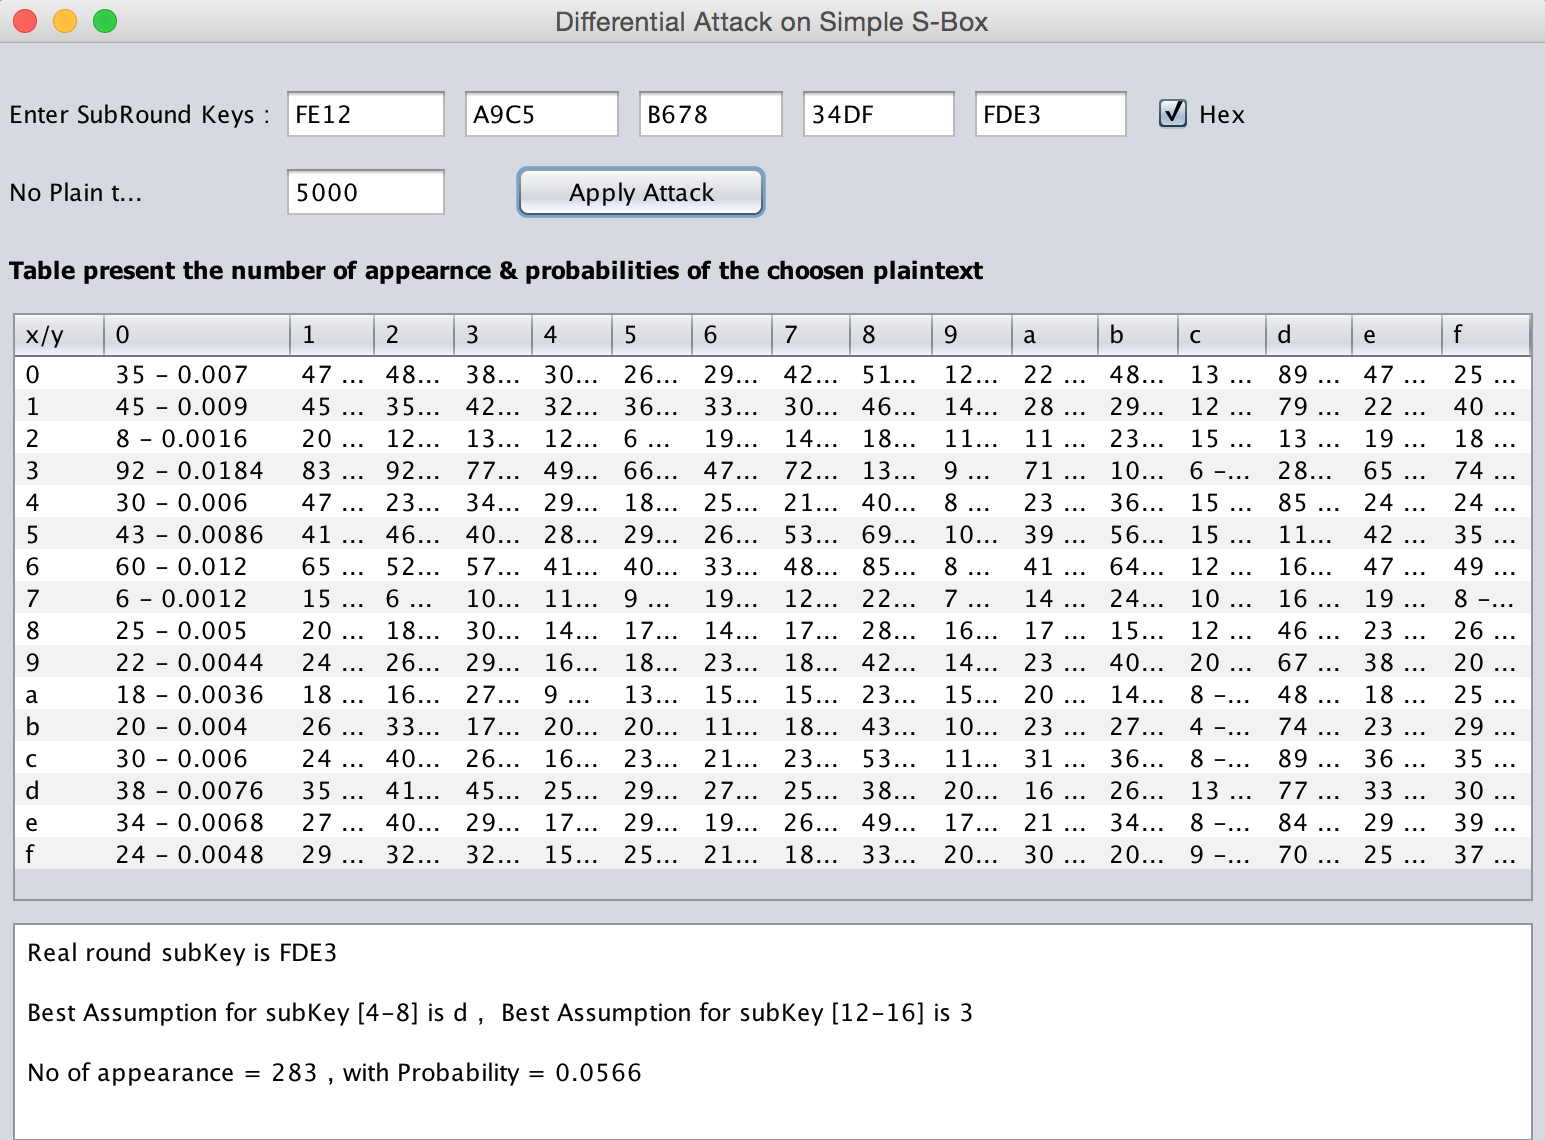 Differential Attack on Simple S-Box
Enter SubRound Keys : FE12 A9C5 B678 34DF FDE3 Hex
No Plain t... 5000 Apply Attack
Table present the number of appearnce & probabilities of the choosen plaintext
x/y 0 1 2 3 4 5 6 7 8 9 a b c d e f
0 35 - 0.007 47 ... 48... 38... 30... 26... 29... 42... 51... 12... 22 ... 48... 13 ... 89 ... 47 ... 25 ...
1 45 - 0.009 45 ... 35... 42... 32... 36... 33... 30... 46... 14... 28 ... 29... 12 ... 79 ... 22 ... 40 ...
2 8 - 0.0016 20 ... 12... 13... 12... 6 ... 19... 14... 18... 11... 11 ... 23... 15 ... 13 ... 19 ... 18 ...
3 92 - 0.0184 83 ... 92... 77... 49... 66... 47... 72... 13... 9 ... 71 ... 10... 6 -... 28... 65 ... 74 ...
4 30 - 0.006 47 ... 23... 34... 29... 18... 25... 21... 40... 8 ... 23 ... 36... 15 ... 85 ... 24 ... 24 ...
5 43 - 0.0086 41 ... 46... 40... 28... 29... 26... 53... 69... 10... 39 ... 56... 15 ... 11... 42 ... 35 ...
6 60 - 0.012 65 ... 52... 57... 41... 40... 33... 48... 85... 8 ... 41 ... 64... 12 ... 16... 47 ... 49 ...
7 6 - 0.0012 15 ... 6 ... 10... 11... 9 ... 19... 12... 22... 7 ... 14 ... 24... 10 ... 16 ... 19 ... 8 -...
8 25 - 0.005 20 ... 18... 30... 14... 17... 14... 17... 28... 16... 17 ... 15... 12 ... 46 ... 23 ... 26 ...
9 22 - 0.0044 24 ... 26... 29... 16... 18... 23... 18... 42... 14... 23 ... 40... 20 ... 67 ... 38 ... 20 ...
a 18 - 0.0036 18 ... 16... 27... 9 ... 13... 15... 15... 23... 15... 20 ... 14... 8 -... 48 ... 18 ... 25 ...
b 20 - 0.004 26 ... 33... 17... 20... 20... 11... 18... 43... 10... 23 ... 27... 4 -... 74 ... 23 ... 29 ...
c 30 - 0.006 24 ... 40... 26... 16... 23... 21... 23... 53... 11... 31 ... 36... 8 -... 89 ... 36 ... 35 ...
d 38 - 0.0076 35 ... 41... 45... 25... 29... 27... 25... 38... 20... 16 ... 26... 13 ... 77 ... 33 ... 30 ...
e 34 - 0.0068 27 ... 40... 29... 17... 29... 19... 26... 49... 17... 21 ... 34... 8 -... 84 ... 29 ... 39 ...
f 24 - 0.0048 29 ... 32... 32... 15... 25... 21... 18... 33... 20... 30 ... 20... 9 -... 70 ... 25 ... 37 ...
Real round subKey is FDE3
Best Assumption for subKey [4-8] is d , Best Assumption for subKey [12-16] is 3
No of appearance = 283 , with Probability = 0.0566